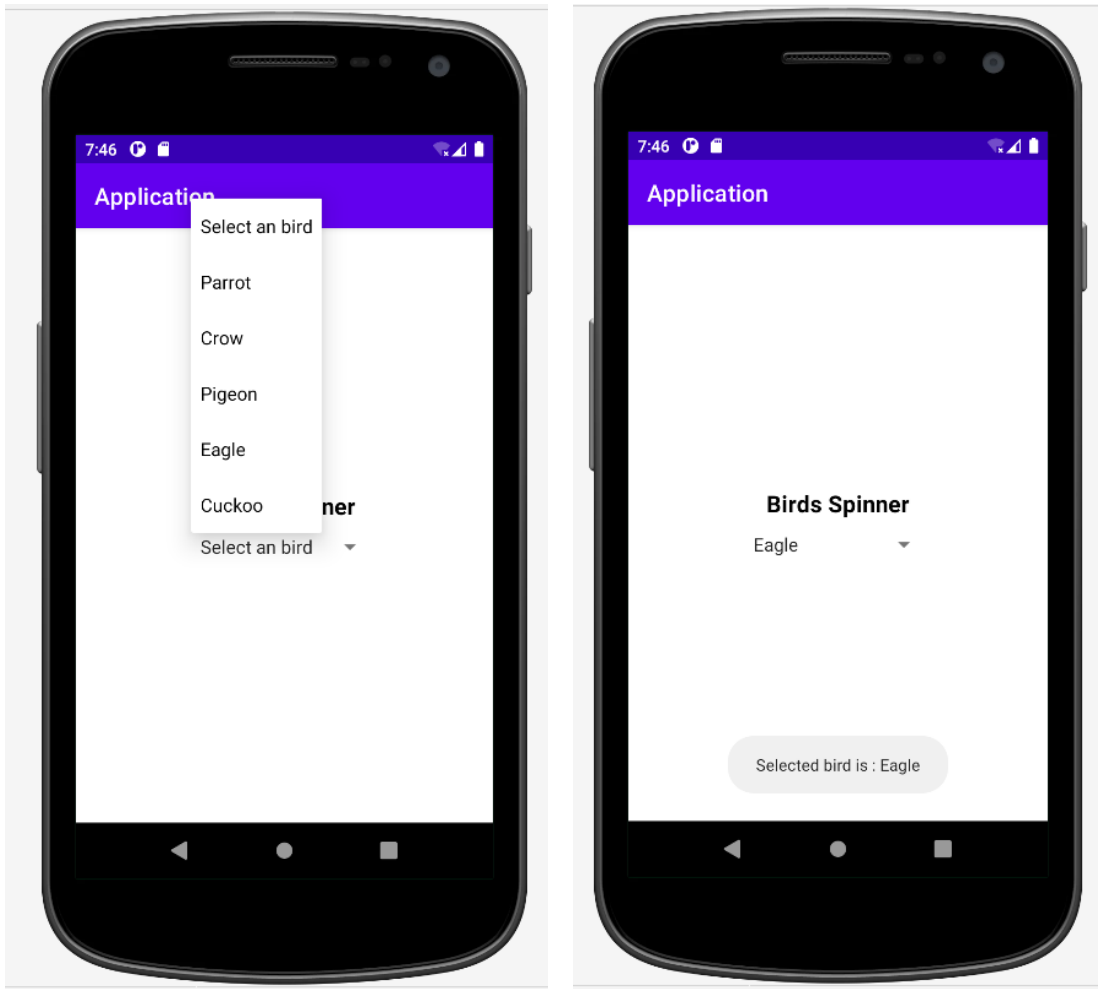 7:46
Application
Select an bird
Parrot
Crow
Pigeon
Eagle
Cuckoo
ner
Select an bird
7:46
Application
Birds Spinner
Eagle
Selected bird is : Eagle